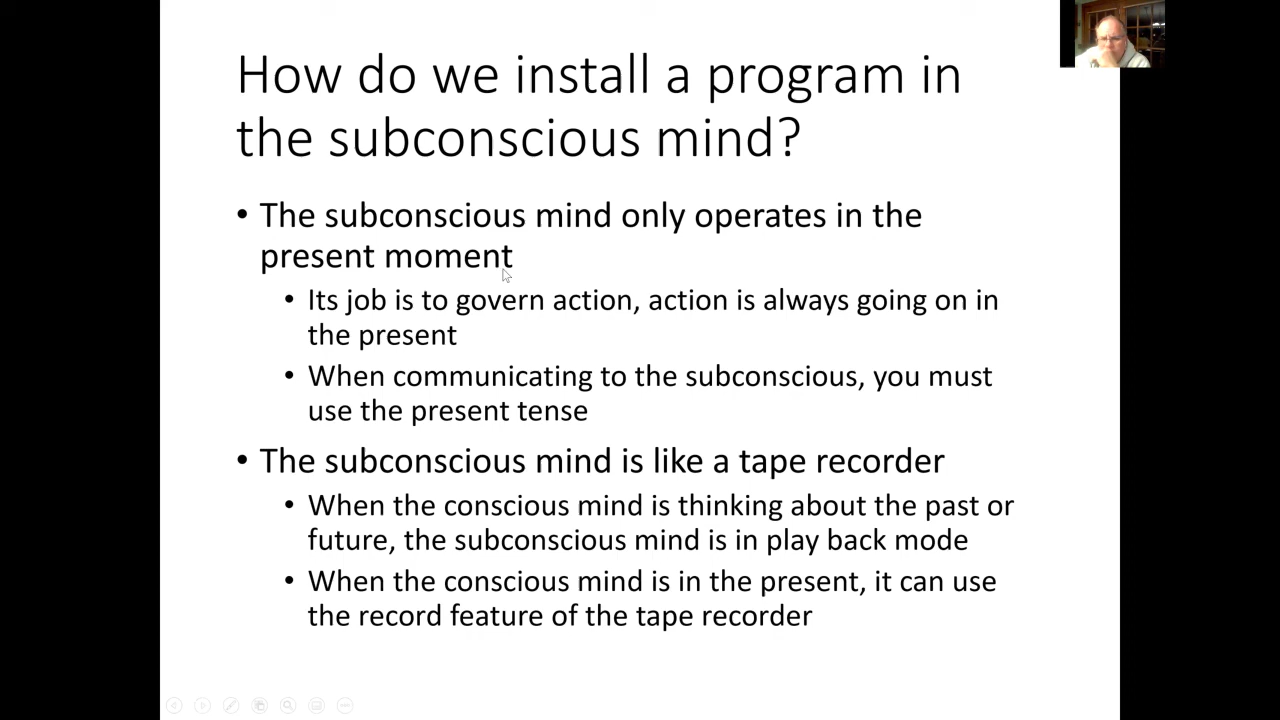 How do we install a program in
the subconscious mind?
• The subconscious mind only operates in the
present moment
• Its job is to govern action, action is always going on in
the present
• When communicating to the subconscious, you must
use the present tense
• The subconscious mind is like a tape recorder
• When the conscious mind is thinking about the past or
future, the subconscious mind is in play back mode
• When the conscious mind is in the present, it can use
the record feature of the tape recorder